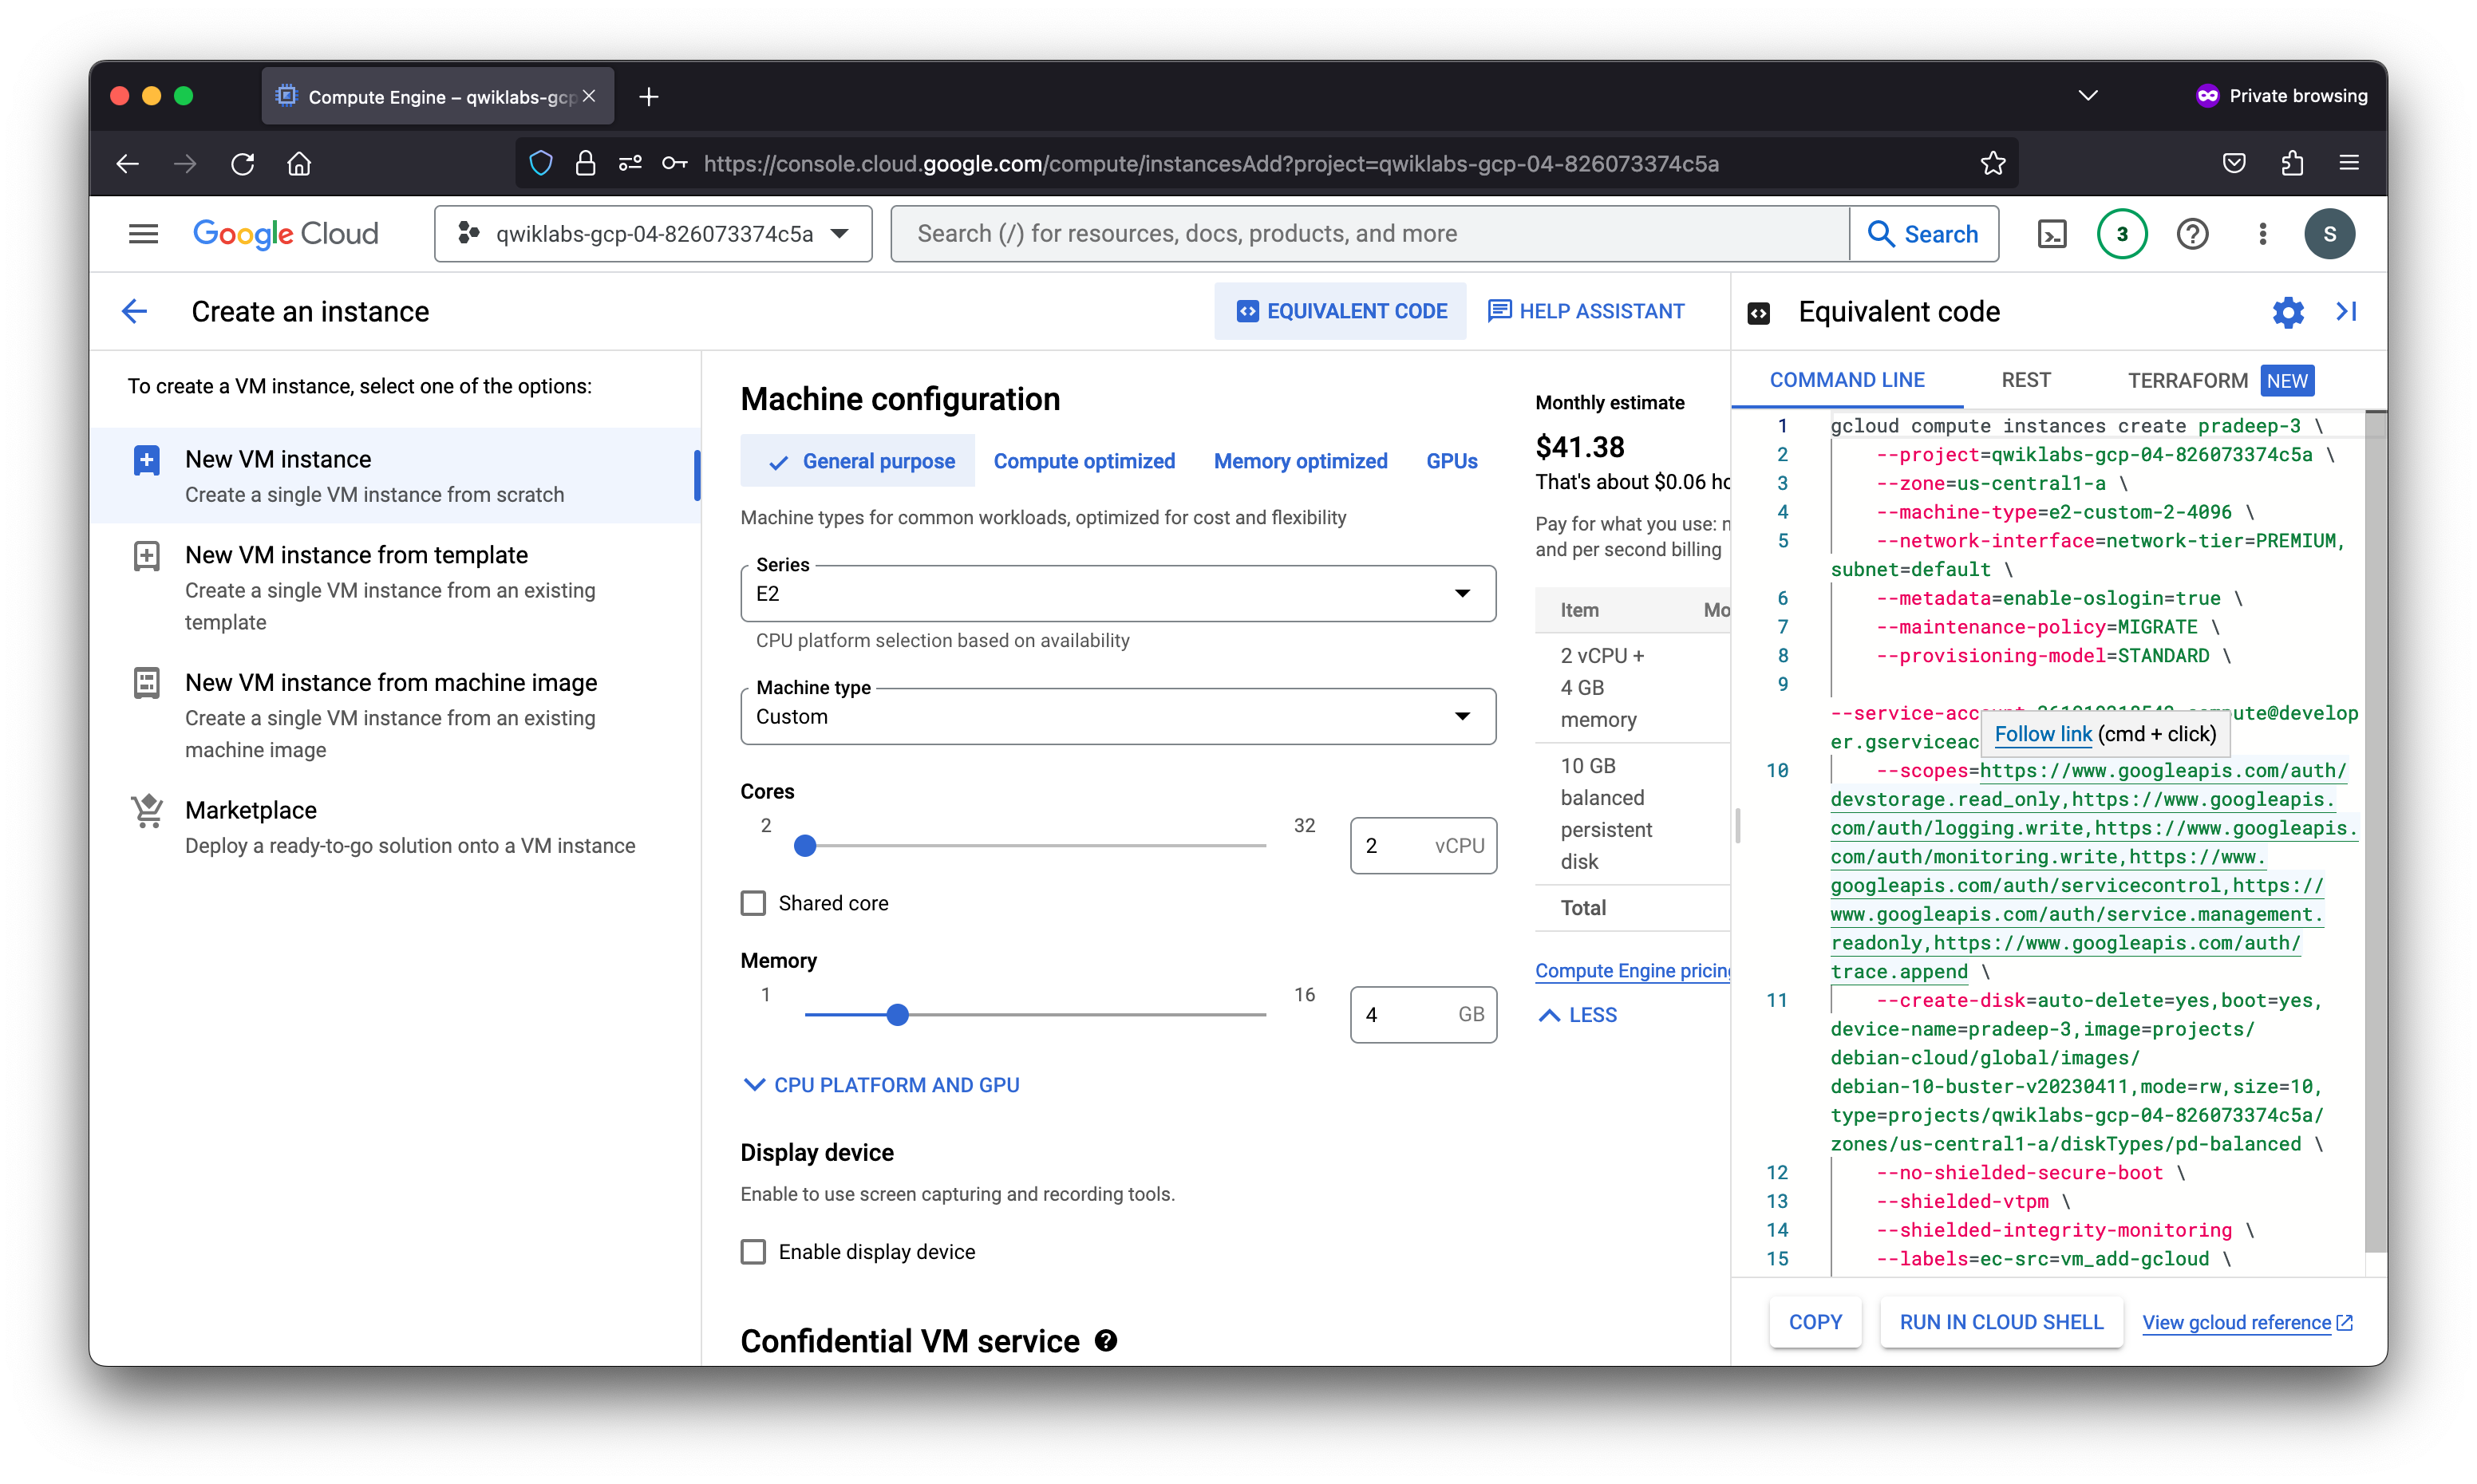 Compute Engine – qwiklabs-gcp
Private browsing
https://console.cloud.google.com/compute/instancesAdd?project=qwiklabs-gcp-04-826073374c5a
Google Cloud
qwiklabs-gcp-04-826073374c5a
Search (/) for resources, docs, products, and more
Search
3
S
Create an instance
EQUIVALENT CODE
HELP ASSISTANT
To create a VM instance, select one of the options:
New VM instance
Create a single VM instance from scratch
New VM instance from template
Create a single VM instance from an existing
template
New VM instance from machine image
Create a single VM instance from an existing
machine image
Marketplace
Deploy a ready-to-go solution onto a VM instance
Machine configuration
General purpose
Compute optimized
Memory optimized
GPUs
Machine types for common workloads, optimized for cost and flexibility
Series
E2
CPU platform selection based on availability
Machine type
Custom
Cores
2
32
2 vCPU
Shared core
Memory
1
16
4 GB
CPU PLATFORM AND GPU
Display device
Enable to use screen capturing and recording tools.
Enable display device
Confidential VM service
Monthly estimate
$41.38
That's about $0.06 ho
Pay for what you use: n
and per second billing
Item Mo
2 vCPU +
4 GB
memory
10 GB
balanced
persistent
disk
Total
Compute Engine pricing
LESS
Equivalent code
COMMAND LINE
REST
TERRAFORM NEW
1 gcloud compute instances create pradeep-3 \
2 --project=qwiklabs-gcp-04-826073374c5a \
3 --zone=us-central1-a \
4 --machine-type=e2-custom-2-4096 \
5 --network-interface=network-tier=PREMIUM,
subnet=default \
6 --metadata=enable-oslogin=true \
7 --maintenance-policy=MIGRATE \
8 --provisioning-model=STANDARD \
9
--service-account ute@develop
er.gserviceac
Follow link (cmd + click)
10 --scopes=https://www.googleapis.com/auth/
devstorage.read_only,https://www.googleapis.
com/auth/logging.write,https://www.googleapis.
com/auth/monitoring.write,https://www.
googleapis.com/auth/servicecontrol,https://
www.googleapis.com/auth/service.management.
readonly,https://www.googleapis.com/auth/
trace.append \
11 --create-disk=auto-delete=yes,boot=yes,
device-name=pradeep-3,image=projects/
debian-cloud/global/images/
debian-10-buster-v20230411,mode=rw,size=10,
type=projects/qwiklabs-gcp-04-826073374c5a/
zones/us-central1-a/diskTypes/pd-balanced \
12 --no-shielded-secure-boot \
13 --shielded-vtpm \
14 --shielded-integrity-monitoring \
15 --labels=ec-src=vm_add-gcloud \
COPY
RUN IN CLOUD SHELL
View gcloud reference